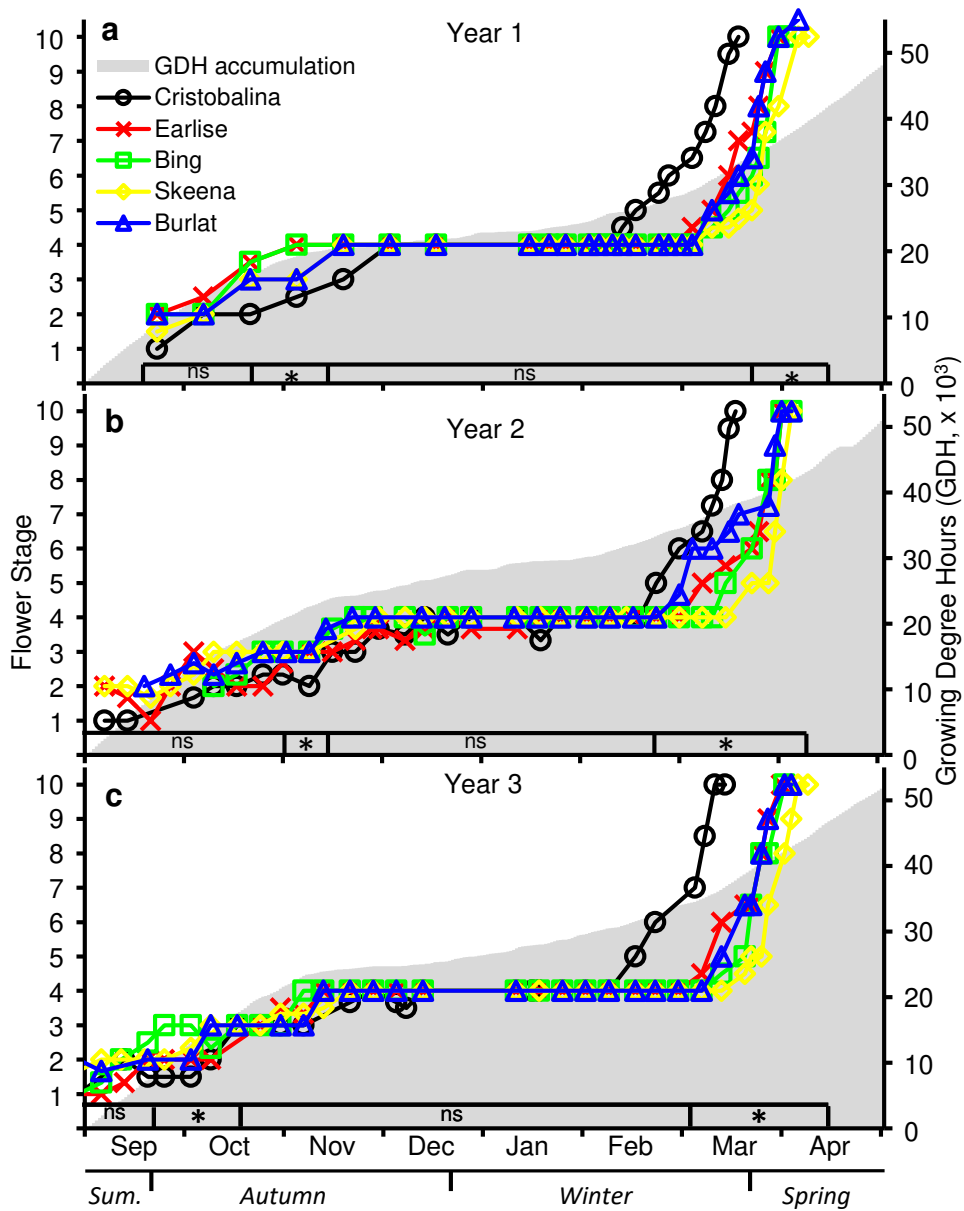 a
Year 1
GDH accumulation
Cristobalina
Earlise
Bing
Skeena
Burlat
10
9
8
7
6
5
4
3
2
1
50
40
30
20
10
0
ns
*
ns
*
b
Year 2
10
9
8
7
6
5
4
3
2
1
50
40
30
20
10
0
ns
*
ns
*
Flower Stage
Growing Degree Hours (GDH, x 10³)
c
Year 3
10
9
8
7
6
5
4
3
2
1
50
40
30
20
10
0
ns
*
ns
*
Sep Oct Nov Dec Jan Feb Mar Apr
Sum. Autumn Winter Spring